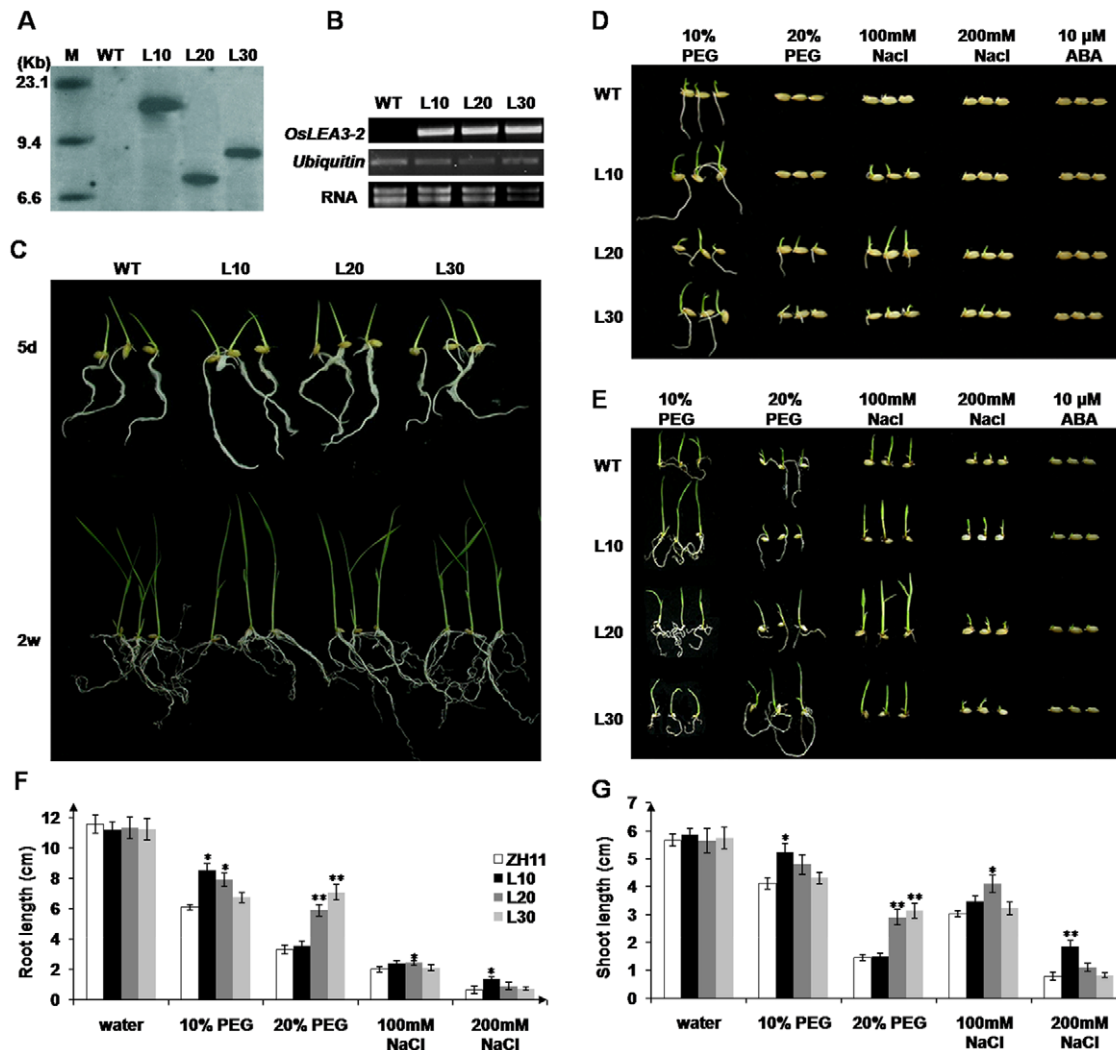 A
M WT L10 L20 L30
(Kb)
23.1
9.4
6.6
B
WT L10 L20 L30
OsLEA3-2
Ubiquitin
RNA
C
WT L10 L20 L30
5d
2w
D
10% PEG 20% PEG 100mM Nacl 200mM Nacl 10 µM ABA
WT
L10
L20
L30
E
10% PEG 20% PEG 100mM Nacl 200mM Nacl 10 µM ABA
WT
L10
L20
L30
F
Root length (cm)
12
10
8
6
4
2
0
* * ** ** * *
ZH11
L10
L20
L30
water 10% PEG 20% PEG 100mM NaCl 200mM NaCl
G
Shoot length (cm)
7
6
5
4
3
2
1
0
* ** ** * **
water 10% PEG 20% PEG 100mM NaCl 200mM NaCl